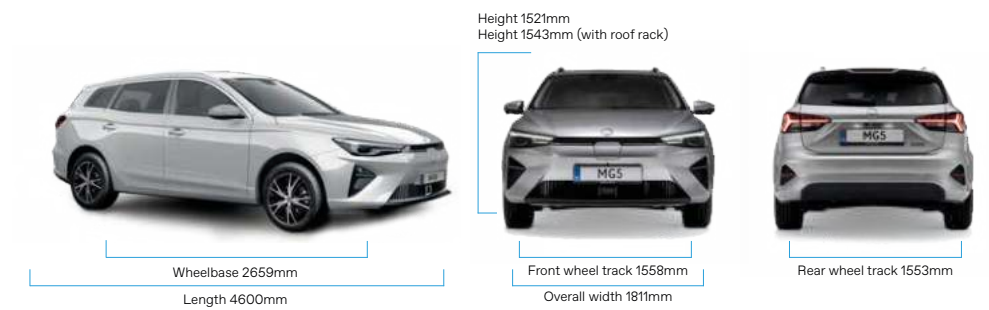 Height 1521mm
Height 1543mm (with roof rack)
MG5
MG5
Wheelbase 2659mm
Front wheel track 1558mm
Rear wheel track 1553mm
Length 4600mm
Overall width 1811mm